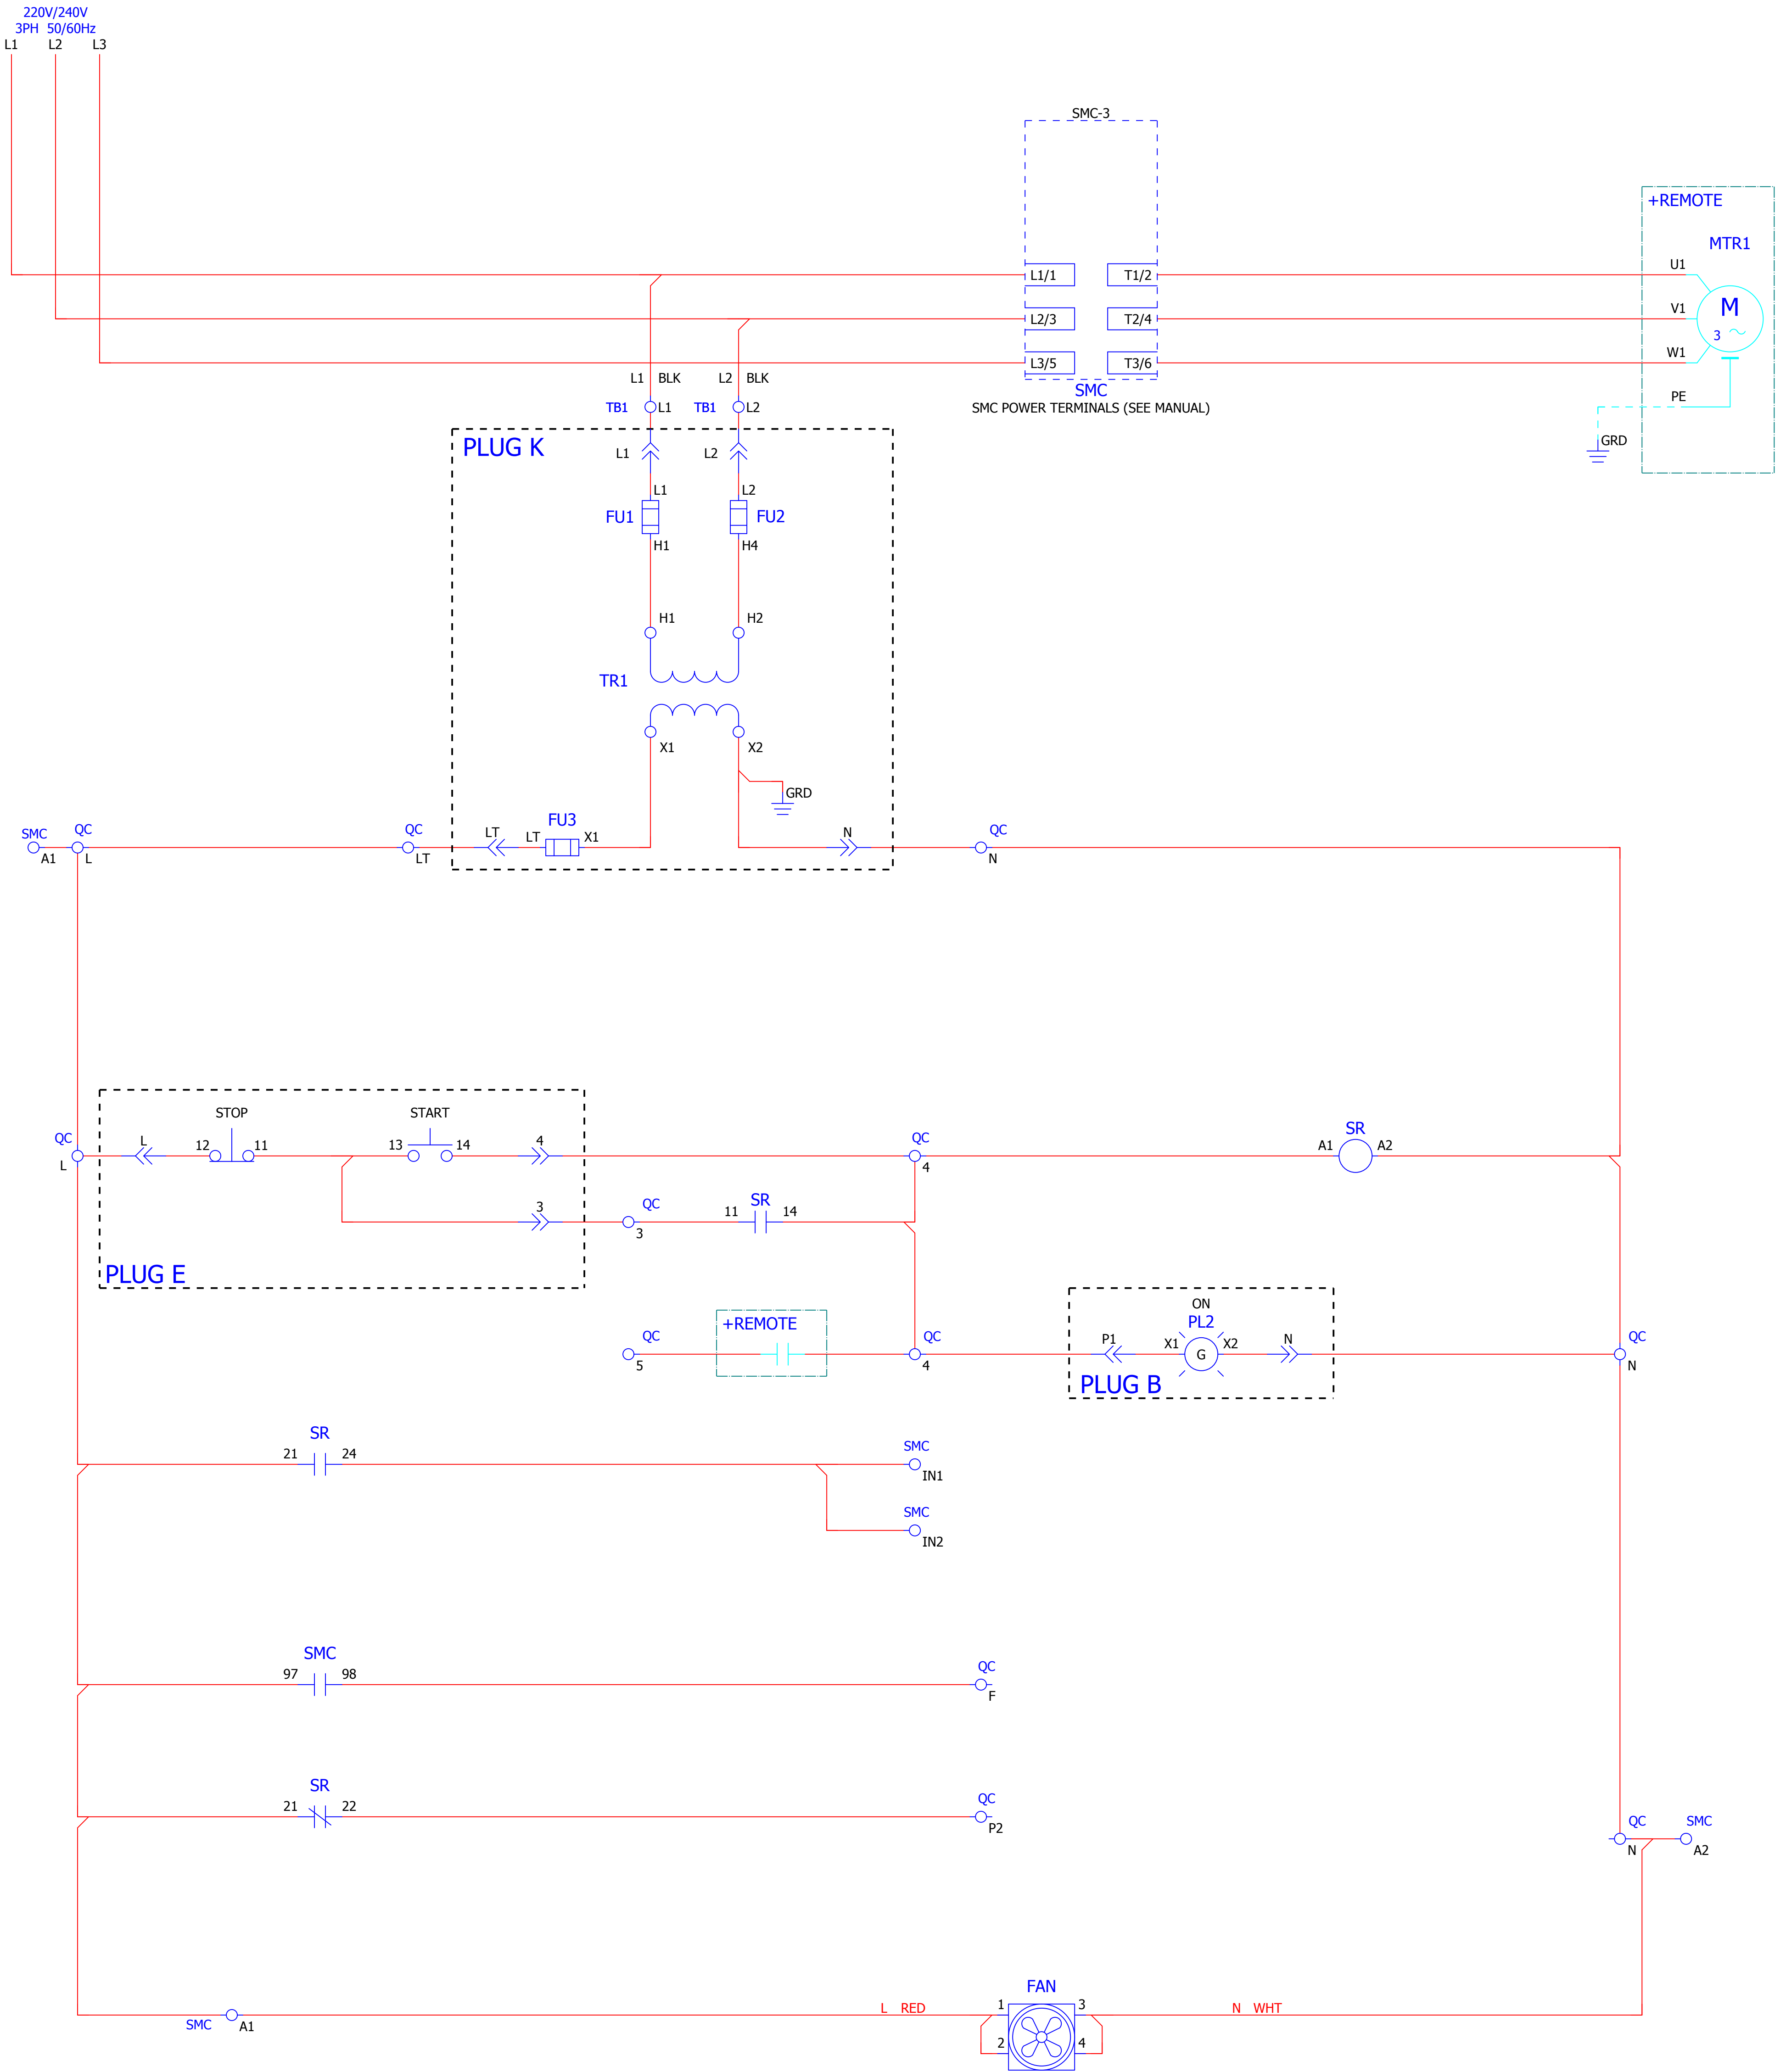 220V/240V
3PH 50/60Hz
L1 L2 L3
SMC-3
+REMOTE
MTR1
L1/1 T1/2 U1
L2/3 T2/4 V1 M
3
L3/5 T3/6 W1
L1 BLK L2 BLK
SMC
PE
TB1 L1 TB1 L2
SMC POWER TERMINALS (SEE MANUAL)
GRD
PLUG K
L1 L2
L1 L2
FU1 FU2
H1 H4
H1 H2
TR1
X1 X2
GRD
FU3
SMC QC QC LT LT X1 N QC
A1 L LT N
STOP START
QC L 12 11 13 14 4 QC SR
A1 A2
L 4
3 QC 11 SR 14
3
PLUG E
ON
+REMOTE PL2
QC QC P1 X1 G X2 N QC
5 4 N
PLUG B
SR
21 24 SMC
IN1
SMC
IN2
SMC
97 98 QC
F
SR
21 22 QC
P2
QC SMC
N A2
FAN
L RED 1 3 N WHT
SMC A1
2 4